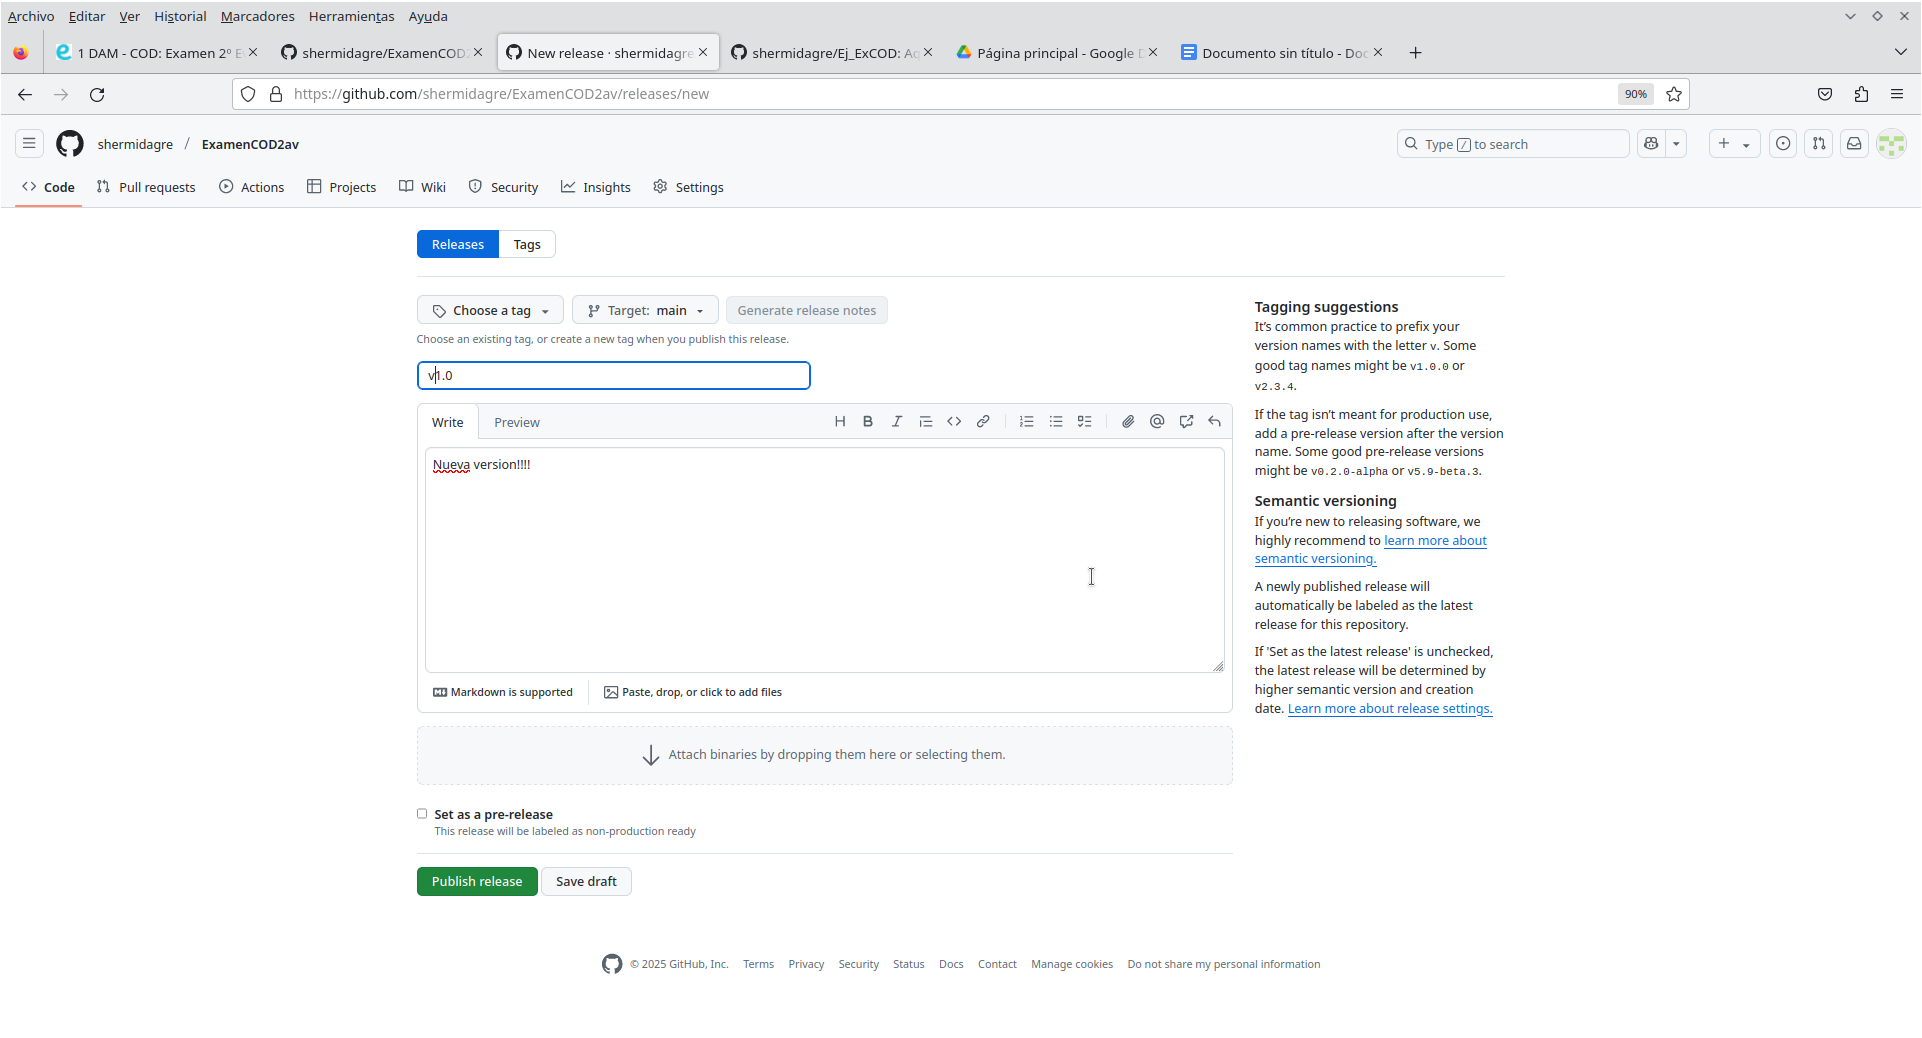 Archivo Editar Ver Historial Marcadores Herramientas Ayuda
1 DAM - COD: Examen 2º E
shermidagre/ExamenCOD
New release · shermidagre
shermidagre/Ej_ExCOD: Ac
Página principal - Google D
Documento sin título - Doc
https://github.com/shermidagre/ExamenCOD2av/releases/new
90%
shermidagre / ExamenCOD2av
Type / to search
Code Pull requests Actions Projects Wiki Security Insights Settings
Releases Tags
Choose a tag
Target: main
Generate release notes
Choose an existing tag, or create a new tag when you publish this release.
v1.0
Write Preview
H B I
Nueva version!!!!
Markdown is supported
Paste, drop, or click to add files
Attach binaries by dropping them here or selecting them.
Set as a pre-release
This release will be labeled as non-production ready
Publish release
Save draft
Tagging suggestions
It’s common practice to prefix your
version names with the letter v. Some
good tag names might be v1.0.0 or
v2.3.4.
If the tag isn’t meant for production use,
add a pre-release version after the version
name. Some good pre-release versions
might be v0.2.0-alpha or v5.9-beta.3.
Semantic versioning
If you’re new to releasing software, we
highly recommend to learn more about
semantic versioning.
A newly published release will
automatically be labeled as the latest
release for this repository.
If 'Set as the latest release' is unchecked,
the latest release will be determined by
higher semantic version and creation
date. Learn more about release settings.
© 2025 GitHub, Inc. Terms Privacy Security Status Docs Contact Manage cookies Do not share my personal information